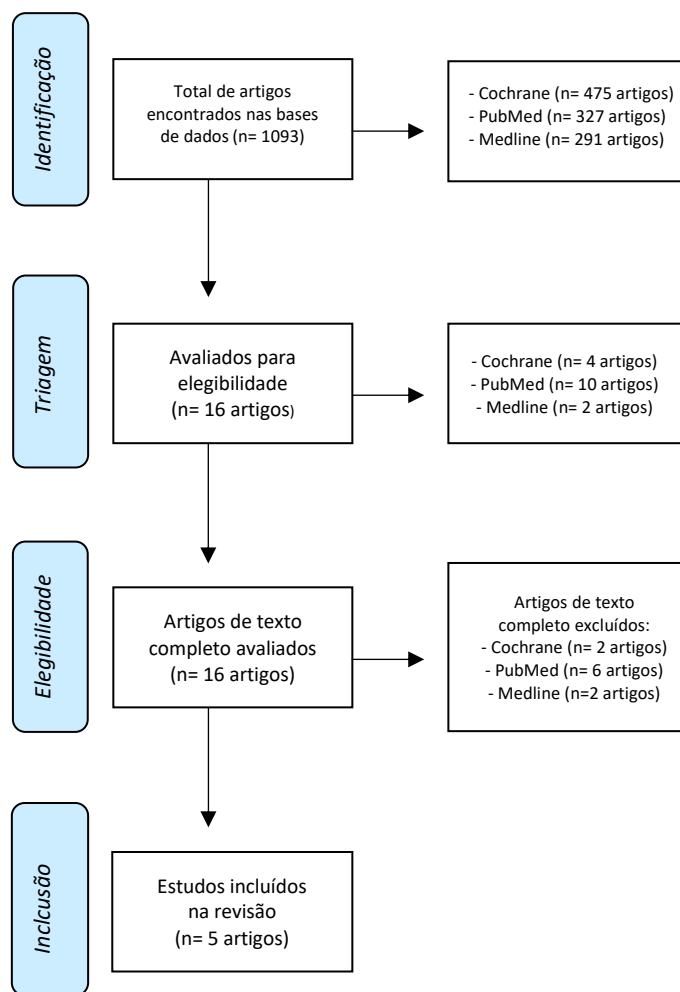 Identificação
Total de artigos
encontrados nas bases
de dados (n= 1093)
- Cochrane (n= 475 artigos)
- PubMed (n= 327 artigos)
- Medline (n= 291 artigos)
Triagem
Avaliados para
elegibilidade
(n= 16 artigos)
- Cochrane (n= 4 artigos)
- PubMed (n= 10 artigos)
- Medline (n= 2 artigos)
Elegibilidade
Artigos de texto
completo avaliados
(n= 16 artigos)
Artigos de texto
completo excluídos:
- Cochrane (n= 2 artigos)
- PubMed (n= 6 artigos)
- Medline (n=2 artigos)
Inclcusão
Estudos incluídos
na revisão
(n= 5 artigos)